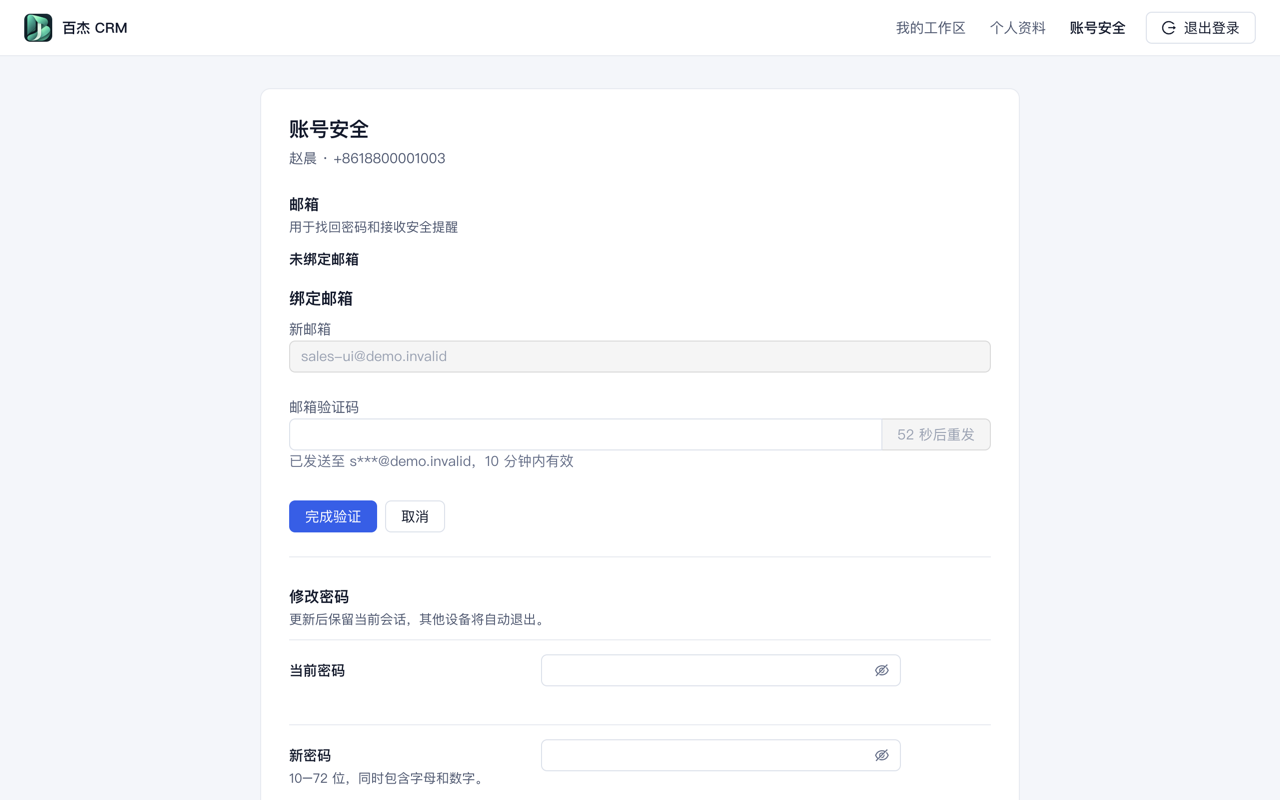 百杰 CRM
我的工作区
个人资料
账号安全
退出登录
账号安全
赵晨 · +8618800001003
邮箱
用于找回密码和接收安全提醒
未绑定邮箱
绑定邮箱
新邮箱
sales-ui@demo.invalid
邮箱验证码
52 秒后重发
已发送至 s***@demo.invalid，10 分钟内有效
完成验证
取消
修改密码
更新后保留当前会话，其他设备将自动退出。
当前密码
新密码
10–72 位，同时包含字母和数字。